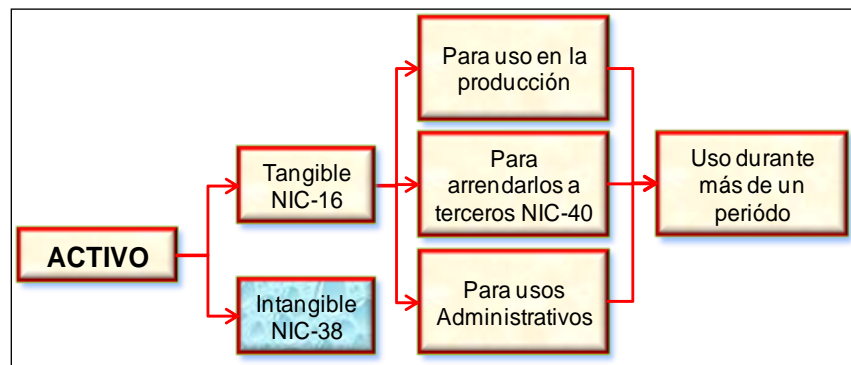 ACTIVO
Tangible
NIC-16
Intangible
NIC-38
Para uso en la
producción
Para
arrendarlos a
terceros NIC-40
Para usos
Administrativos
Uso durante
más de un
periódo